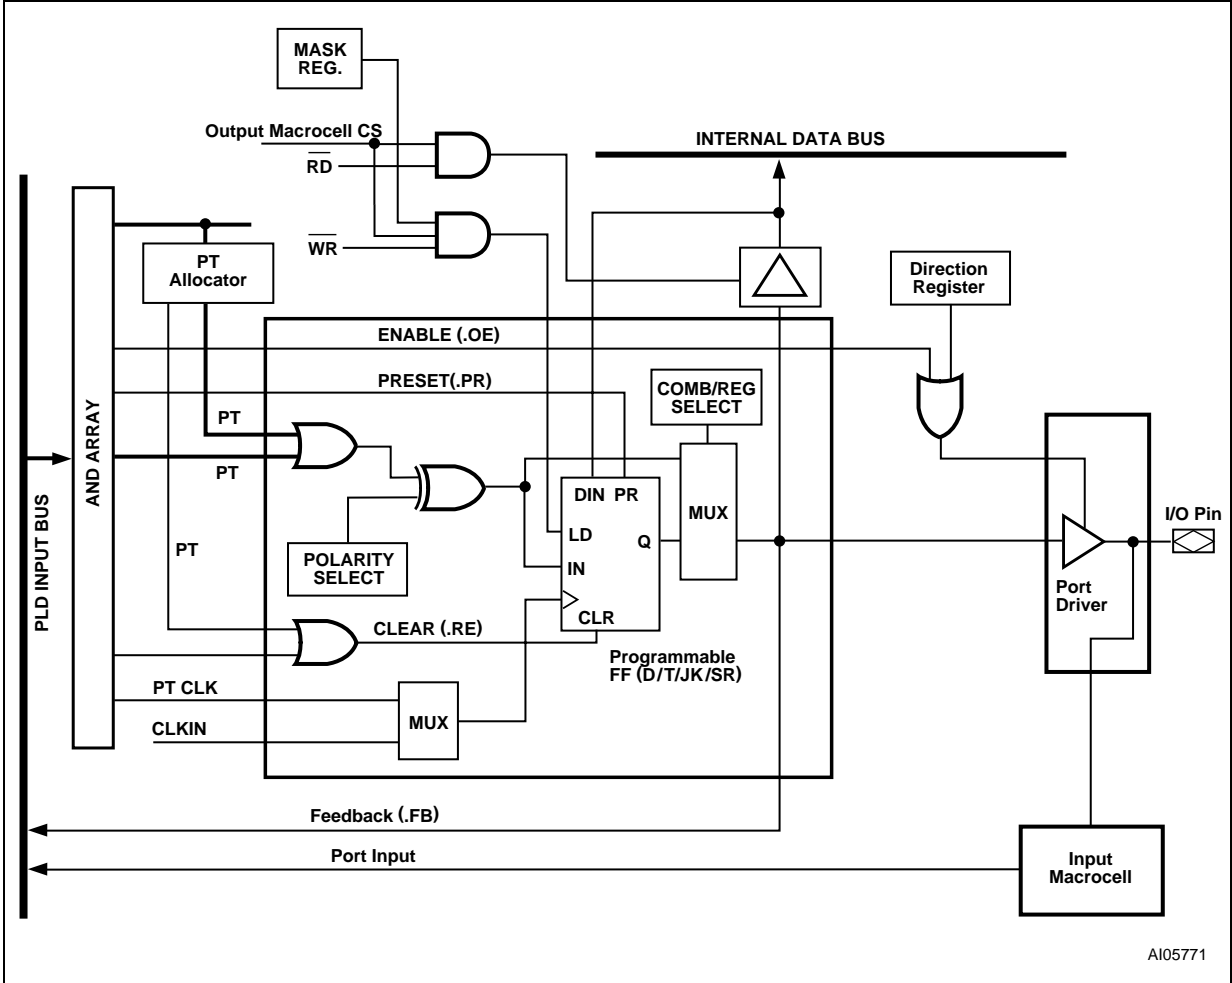 MASK
REG.
Output Macrocell CS
RD
WR
INTERNAL DATA BUS
PT
Allocator
Direction
Register
ENABLE (.OE)
PRESET(.PR)
COMB/REG
SELECT
PT
PT
AND ARRAY
PLD INPUT BUS
DIN PR
MUX
LD
Q
IN
CLR
POLARITY
SELECT
PT
I/O Pin
Port
Driver
CLEAR (.RE)
Programmable
FF (D/T/JK/SR)
PT CLK
MUX
CLKIN
Feedback (.FB)
Port Input
Input
Macrocell
AI05771